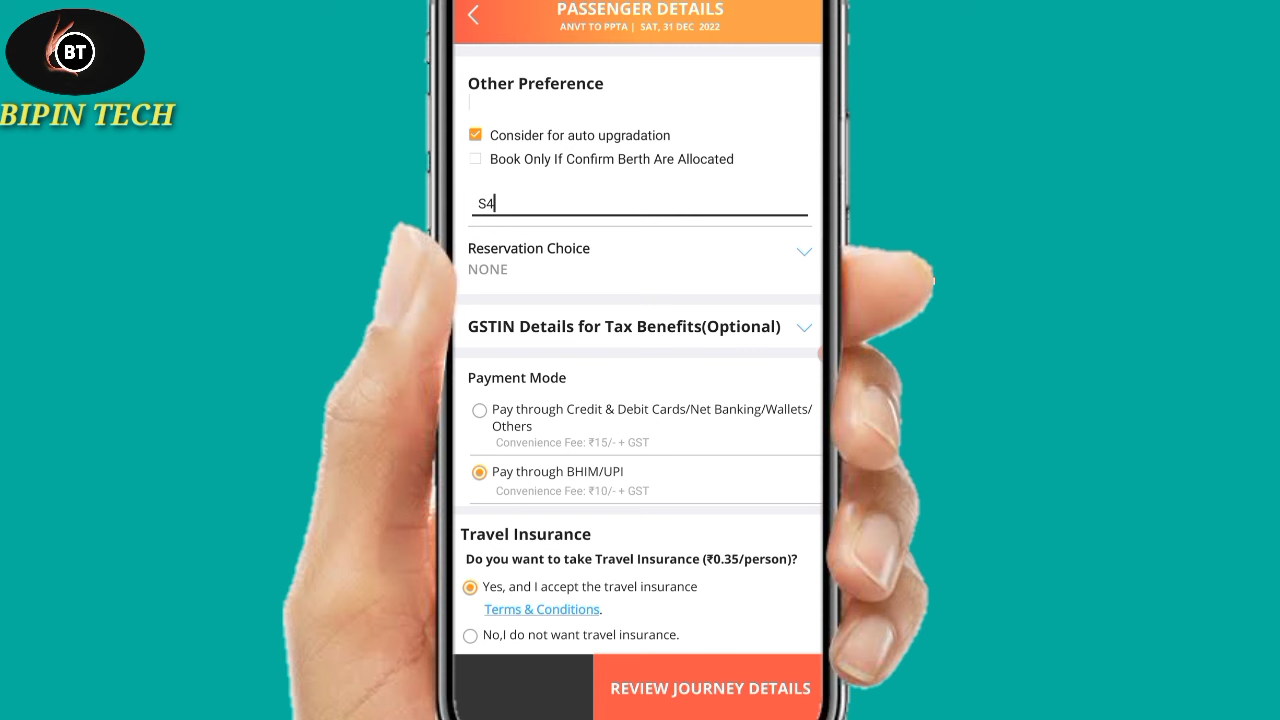 BT
BIPIN TECH
PASSENGER DETAILS
ANVT TO PPTA | SAT, 31 DEC 2022
Other Preference
Consider for auto upgradation
Book Only If Confirm Berth Are Allocated
S4
Reservation Choice
NONE
GSTIN Details for Tax Benefits(Optional)
Payment Mode
Pay through Credit & Debit Cards/Net Banking/Wallets/
Others
Convenience Fee: ₹15/- + GST
Pay through BHIM/UPI
Convenience Fee: ₹10/- + GST
Travel Insurance
Do you want to take Travel Insurance (₹0.35/person)?
Yes, and I accept the travel insurance
Terms & Conditions.
No,I do not want travel insurance.
REVIEW JOURNEY DETAILS